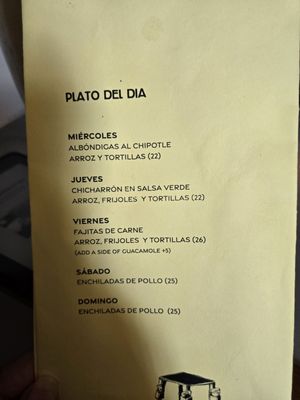 PLATO DEL DIA
MIÉRCOLES
ALBÓNDIGAS AL CHIPOTLE
ARROZ Y TORTILLAS (22)
JUEVES
CHICHARRÓN EN SALSA VERDE
ARROZ, FRIJOLES Y TORTILLAS (22)
VIERNES
FAJITAS DE CARNE
ARROZ, FRIJOLES Y TORTILLAS (26)
(ADD A SIDE OF GUACAMOLE +5)
SÁBADO
ENCHILADAS DE POLLO (25)
DOMINGO
ENCHILADAS DE POLLO (25)